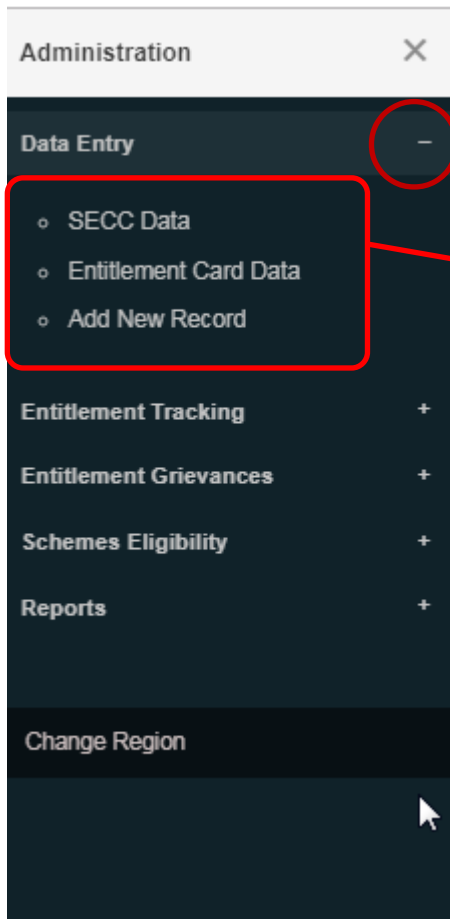 Administration ×
Data Entry −
SECC Data
Entitlement Card Data
Add New Record
Entitlement Tracking +
Entitlement Grievances +
Schemes Eligibility +
Reports +
Change Region